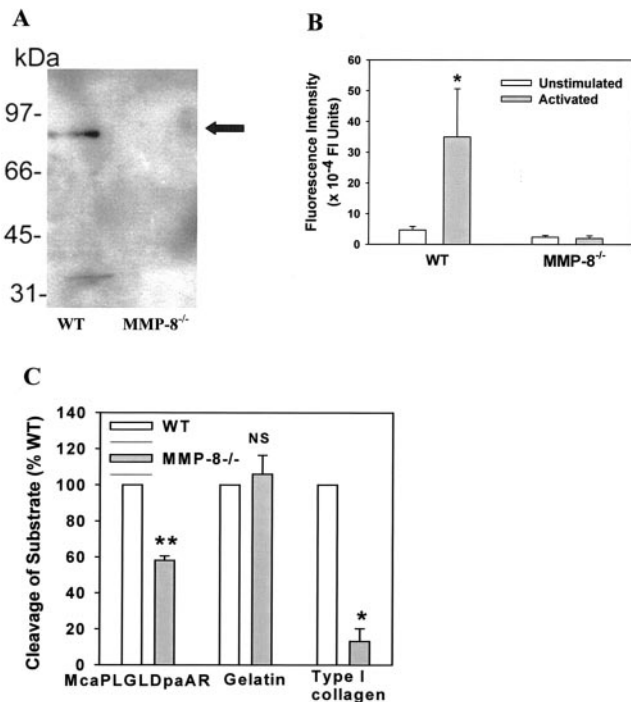 A
kDa
97-
66-
45-
31-
WT MMP-8-/-
B
Fluorescence Intensity
(x 10-4 FI Units)
60
50
40
30
20
10
0
*
Unstimulated
Activated
WT MMP-8-/-
C
Cleavage of Substrate (% WT)
140
120
100
80
60
40
20
0
WT
MMP-8-/-
**
NS
*
McaPLGLDpaAR Gelatin Type I
collagen